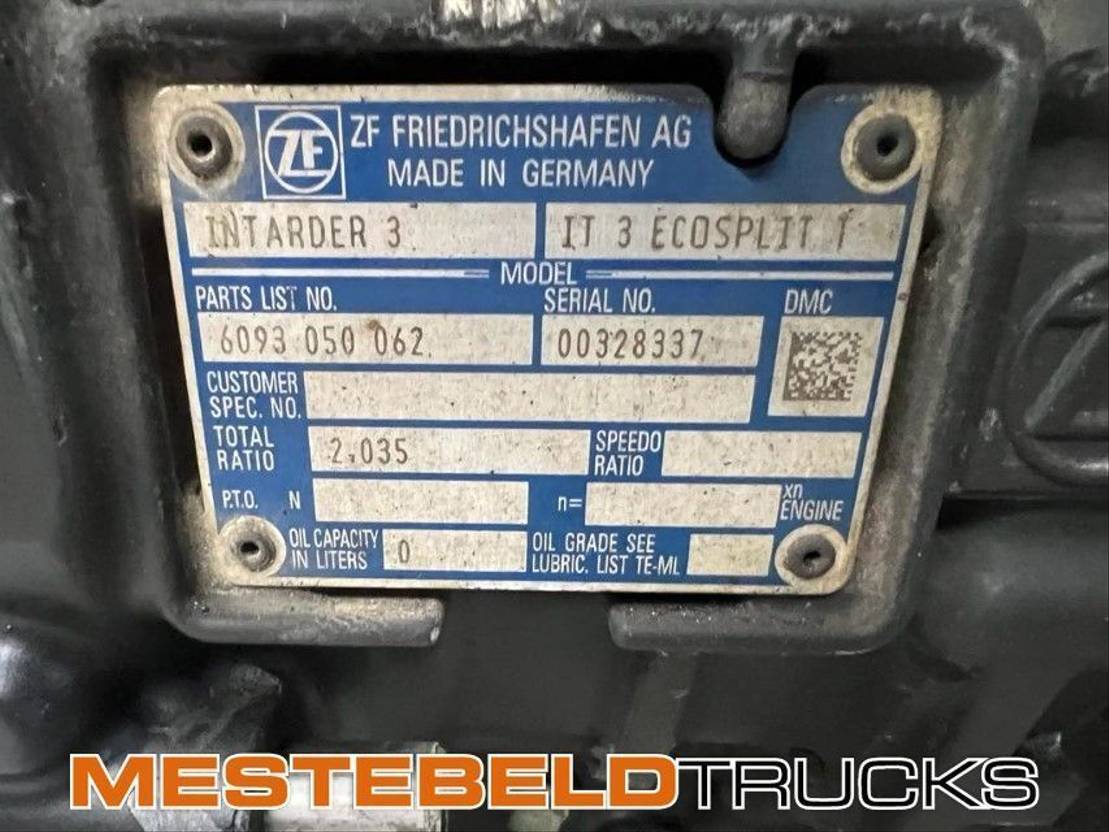 ZF ZF FRIEDRICHSHAFEN AG
MADE IN GERMANY
INTARDER 3 IT 3 ECOSPLIT 1
MODEL
PARTS LIST NO. SERIAL NO. DMC
6093 050 062 00328337
CUSTOMER
SPEC. NO.
TOTAL
RATIO 2,035 SPEEDO
RATIO
P.T.O. N n= xn
ENGINE
OIL CAPACITY
IN LITERS 0 OIL GRADE SEE
LUBRIC. LIST TE-ML
MESTEBELDTRUCKS